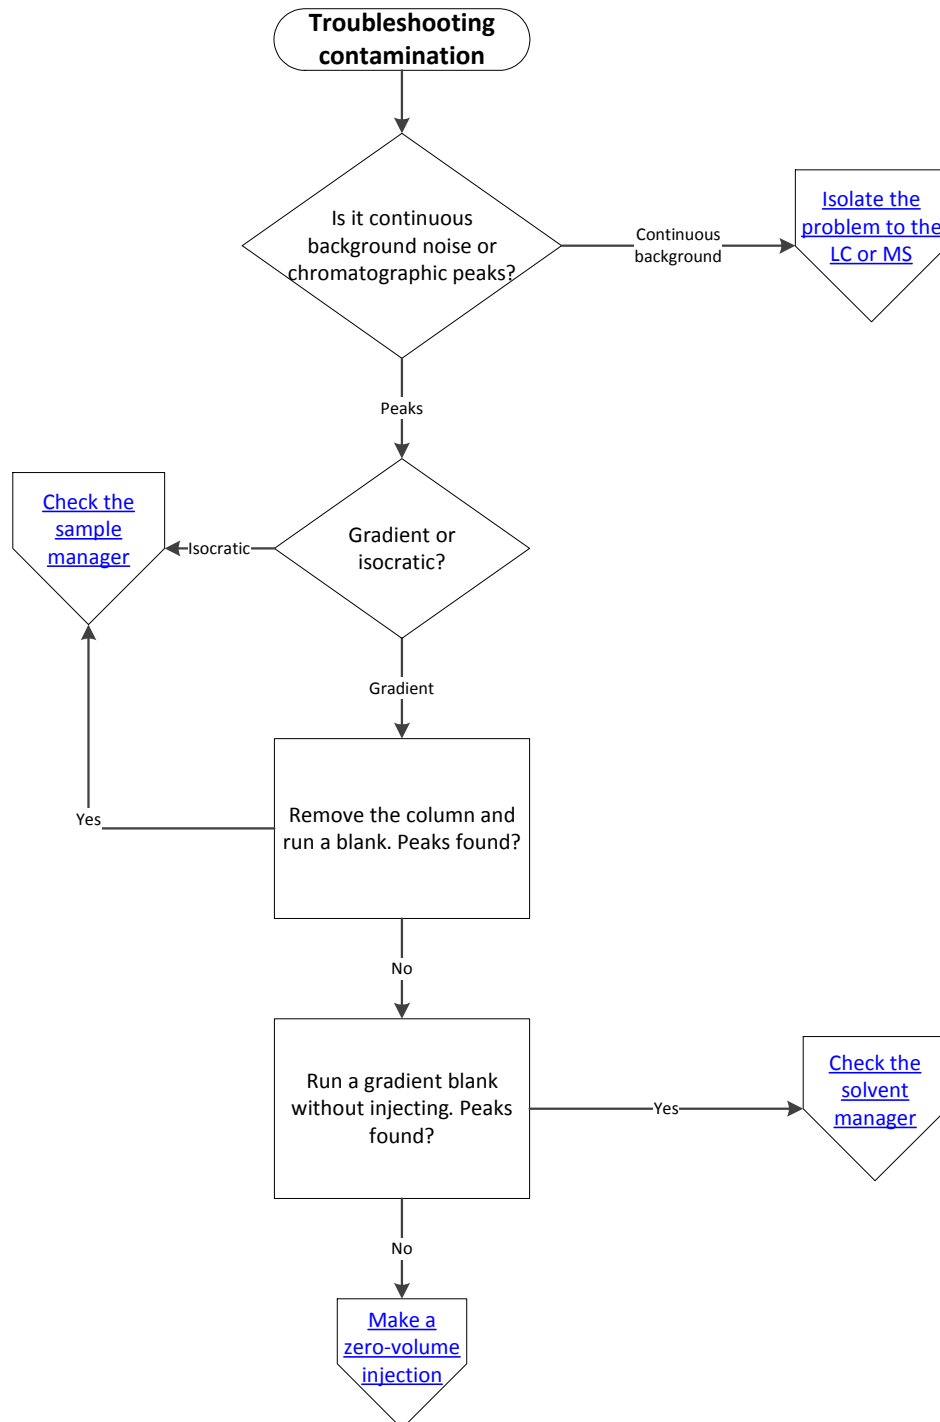 Troubleshooting
contamination
Is it continuous
background noise or
chromatographic peaks?
Continuous
background
Isolate the
problem to the
LC or MS
Peaks
Check the
sample
manager
Isocratic
Gradient or
isocratic?
Gradient
Remove the column and
run a blank. Peaks found?
Yes
No
Run a gradient blank
without injecting. Peaks
found?
Yes
Check the
solvent
manager
No
Make a
zero-volume
injection